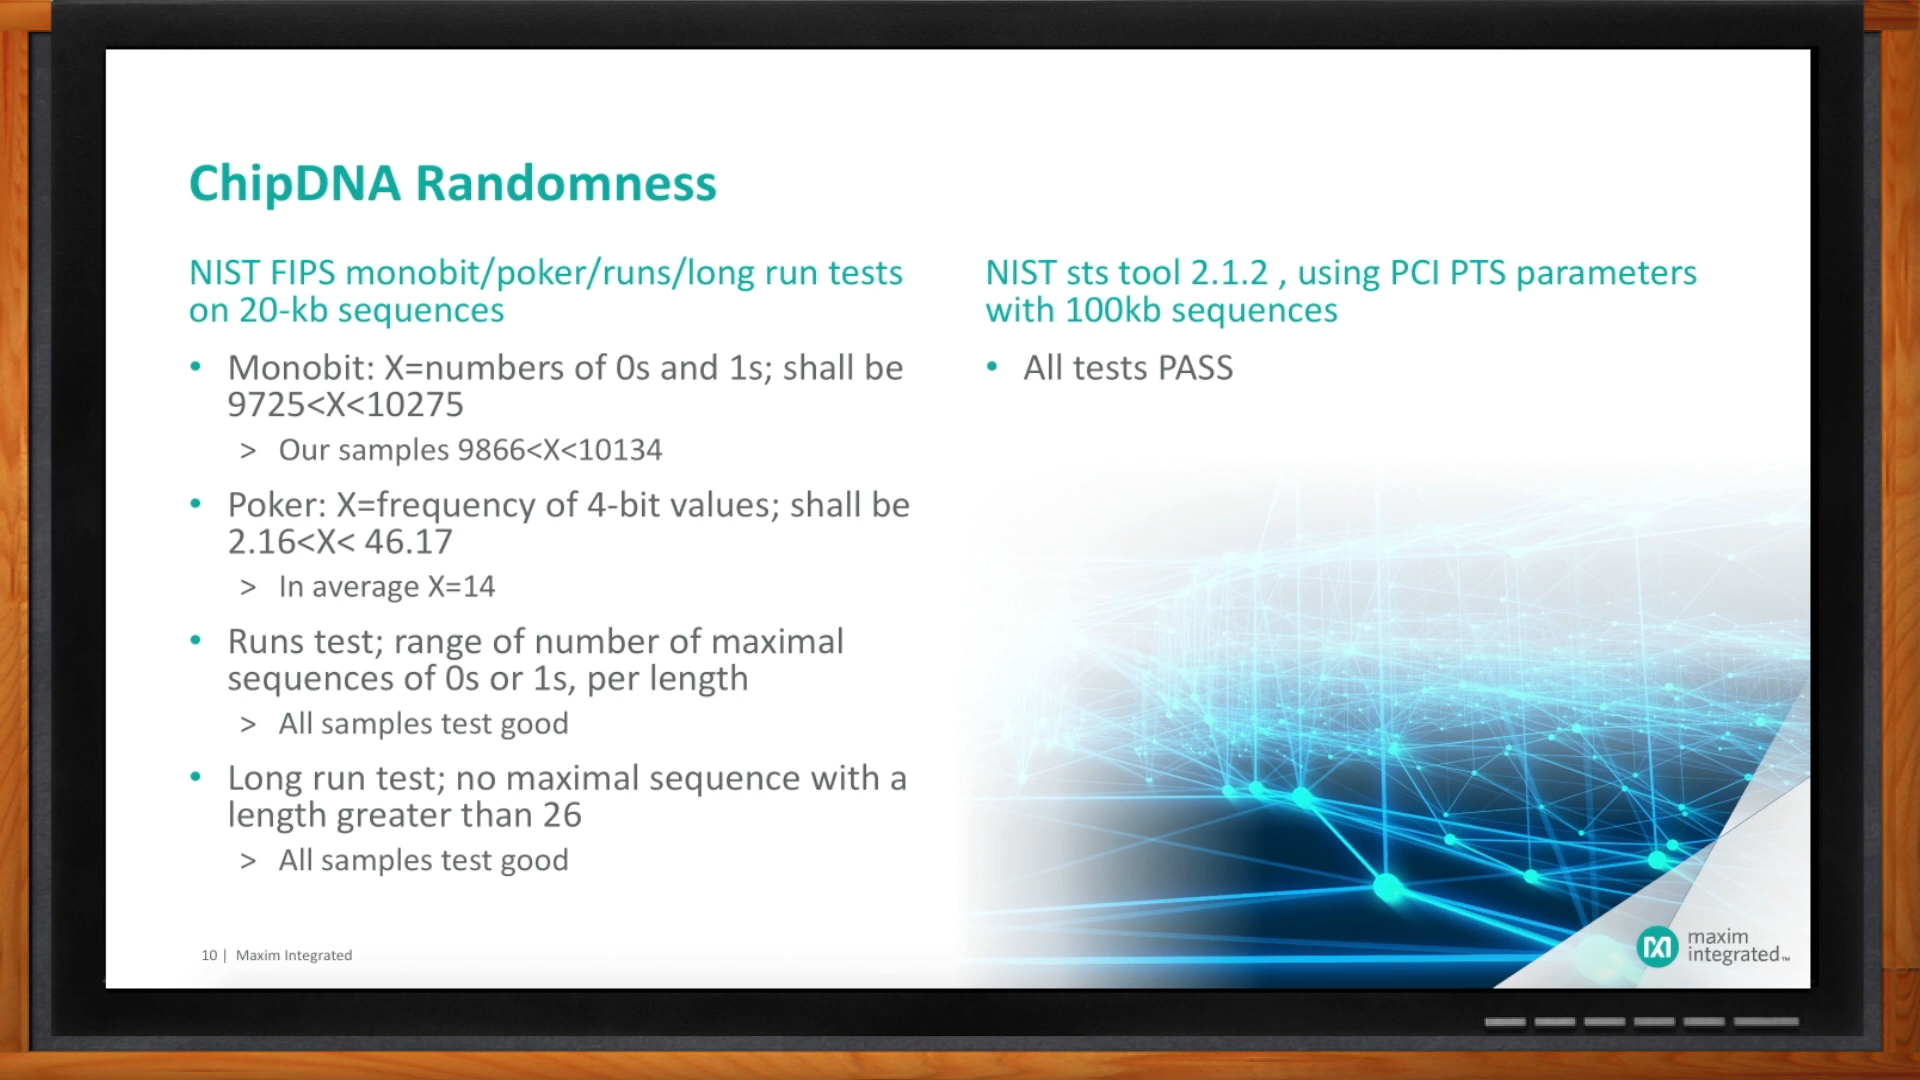 ChipDNA Randomness
NIST FIPS monobit/poker/runs/long run tests
on 20-kb sequences
• Monobit: X=numbers of 0s and 1s; shall be
9725<X<10275
> Our samples 9866<X<10134
• Poker: X=frequency of 4-bit values; shall be
2.16<X< 46.17
> In average X=14
• Runs test; range of number of maximal
sequences of 0s or 1s, per length
> All samples test good
• Long run test; no maximal sequence with a
length greater than 26
> All samples test good
NIST sts tool 2.1.2 , using PCI PTS parameters
with 100kb sequences
• All tests PASS
10 | Maxim Integrated
maxim
integrated™